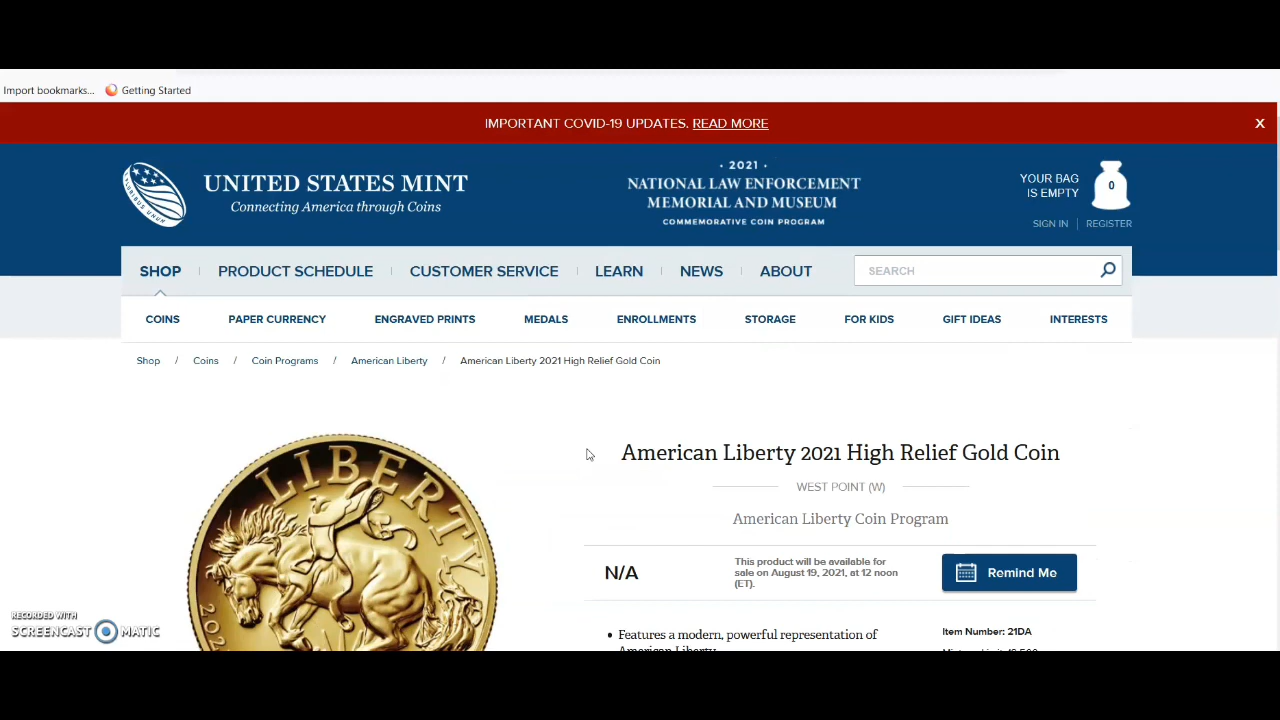 Import bookmarks... Getting Started
IMPORTANT COVID-19 UPDATES. READ MORE X
UNITED STATES MINT
Connecting America through Coins
· 2021 ·
NATIONAL LAW ENFORCEMENT
MEMORIAL AND MUSEUM
COMMEMORATIVE COIN PROGRAM
YOUR BAG
IS EMPTY
0
SIGN IN | REGISTER
SHOP | PRODUCT SCHEDULE | CUSTOMER SERVICE | LEARN | NEWS | ABOUT
SEARCH
COINS PAPER CURRENCY ENGRAVED PRINTS MEDALS ENROLLMENTS STORAGE FOR KIDS GIFT IDEAS INTERESTS
Shop / Coins / Coin Programs / American Liberty / American Liberty 2021 High Relief Gold Coin
LIBERTY
American Liberty 2021 High Relief Gold Coin
WEST POINT (W)
American Liberty Coin Program
N/A
This product will be available for
sale on August 19, 2021, at 12 noon
(ET).
Remind Me
• Features a modern, powerful representation of
American Liberty
Item Number: 21DA
RECORDED WITH
SCREENCAST MATIC